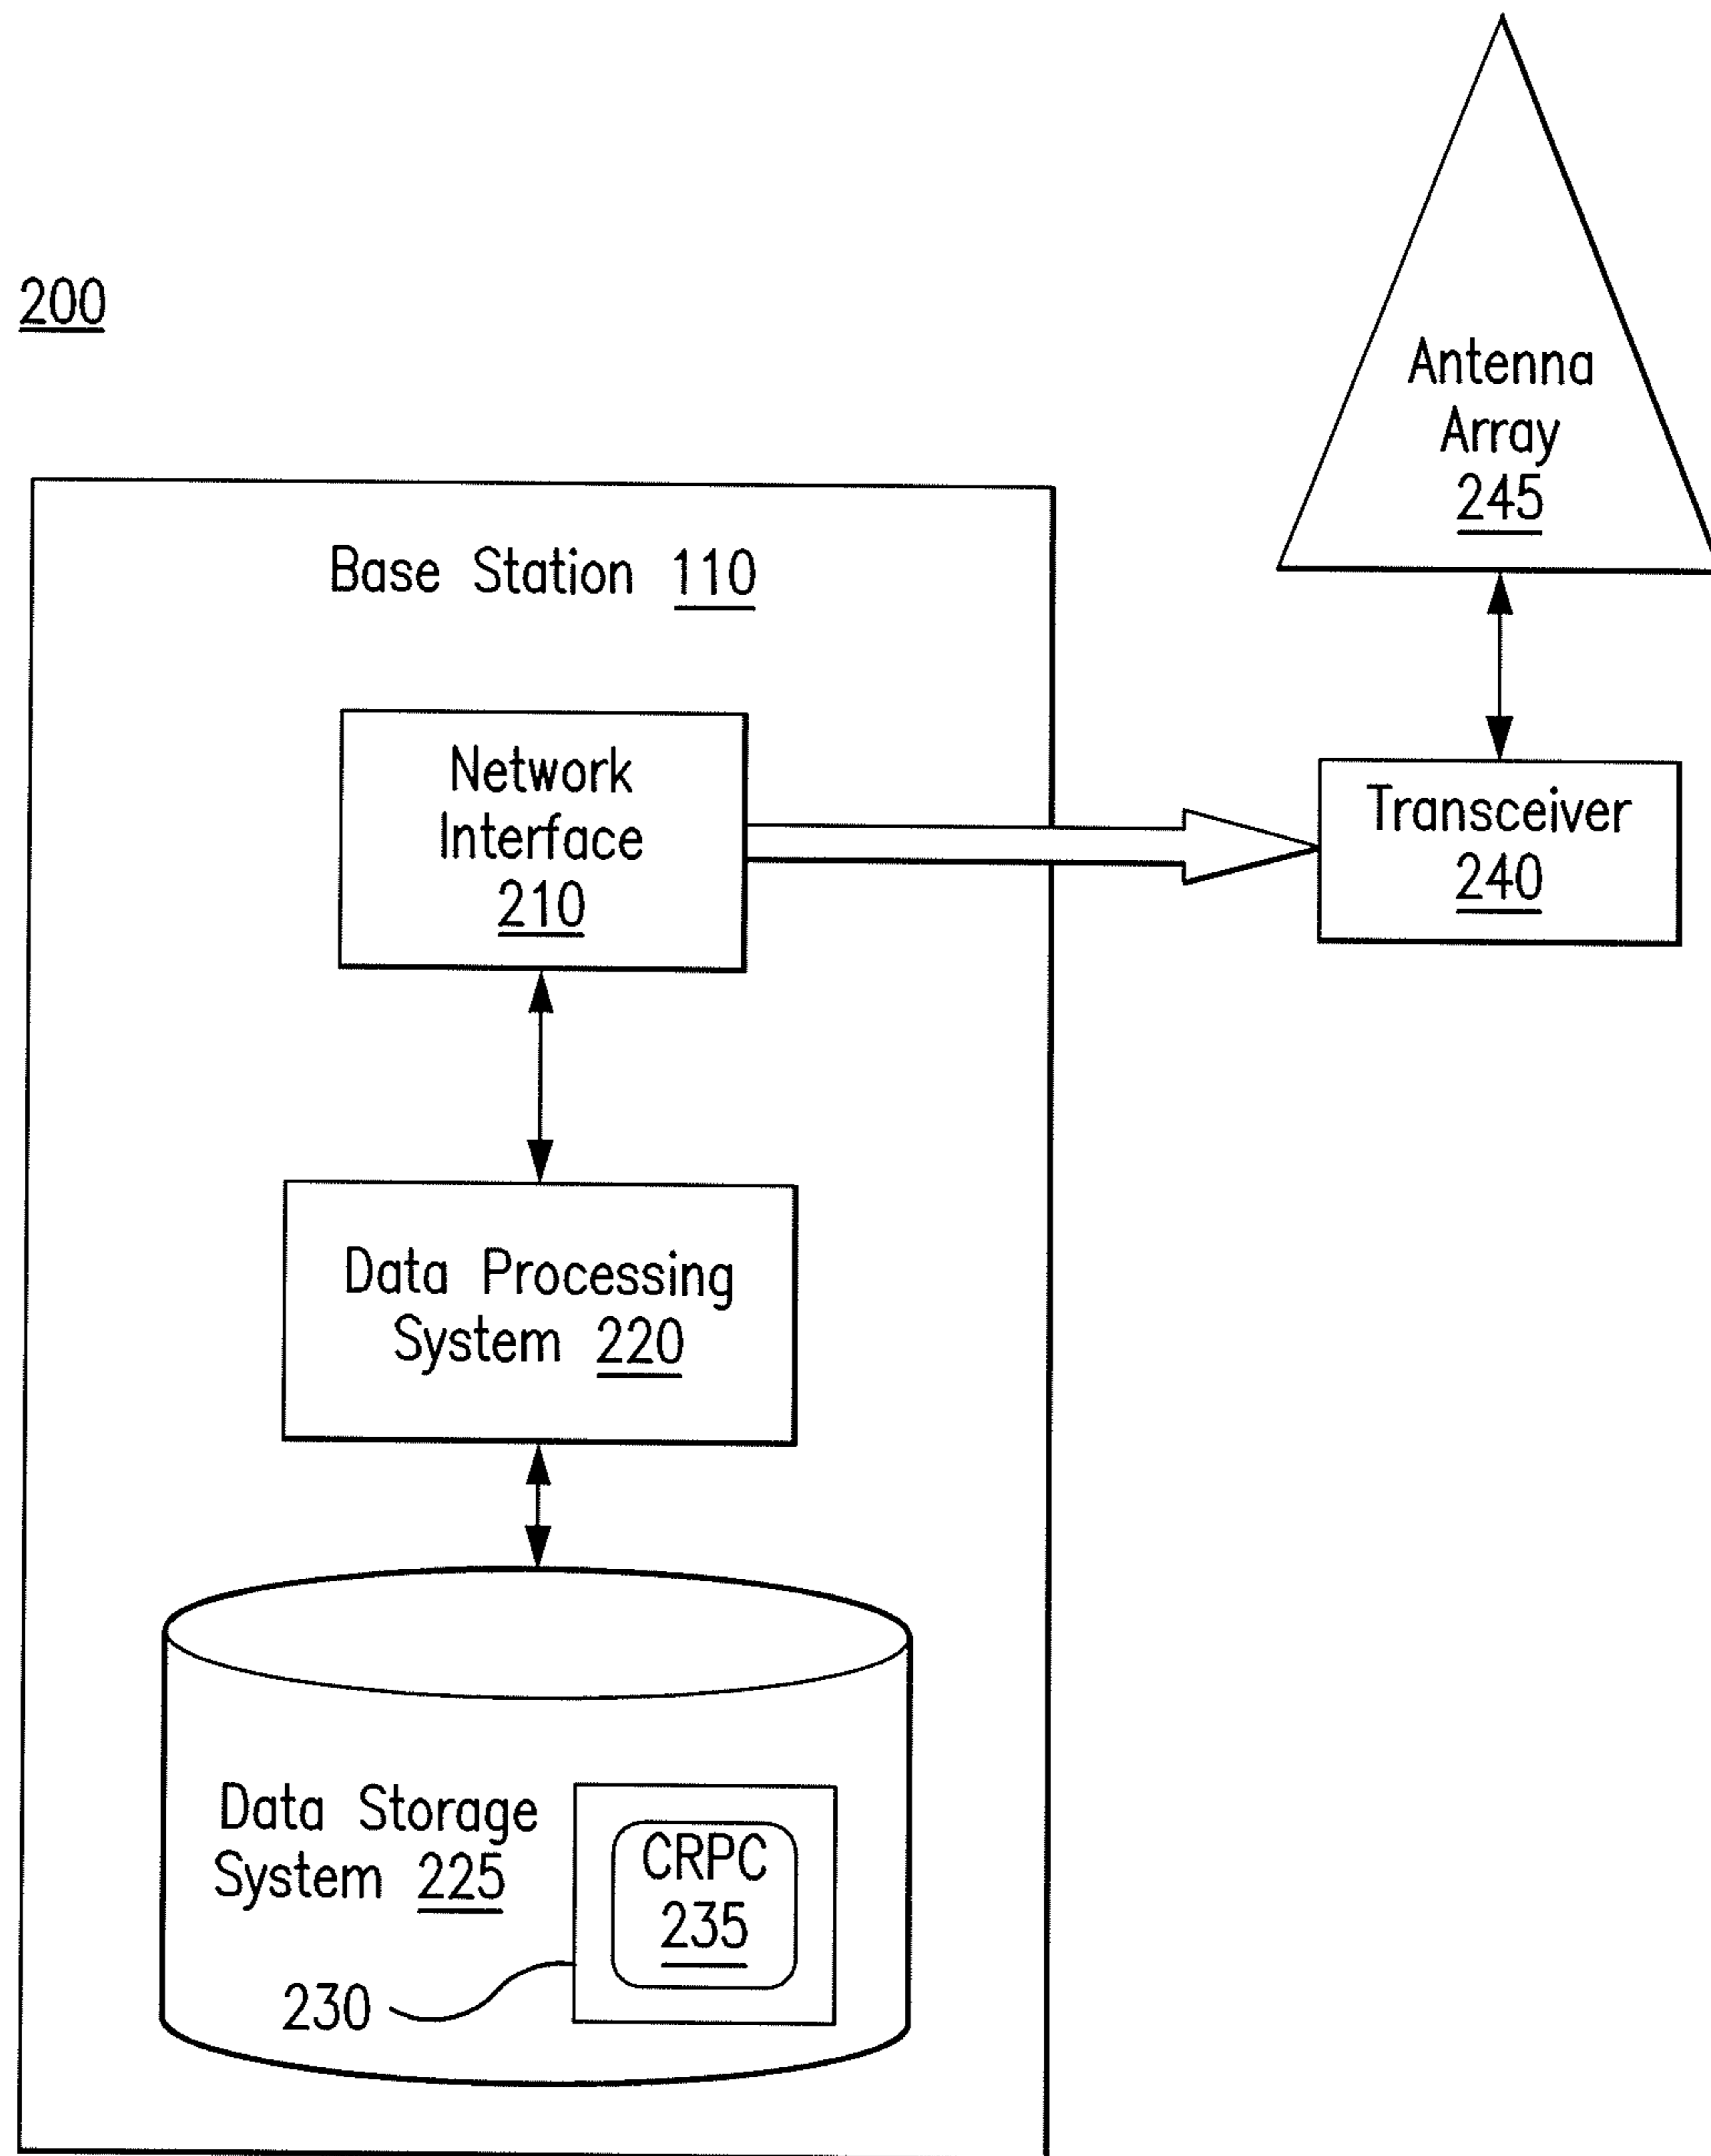 200
Antenna
Array
245
Base Station 110
Network
Interface
210
Transceiver
240
Data Processing
System 220
Data Storage
System 225
CRPC
235
230